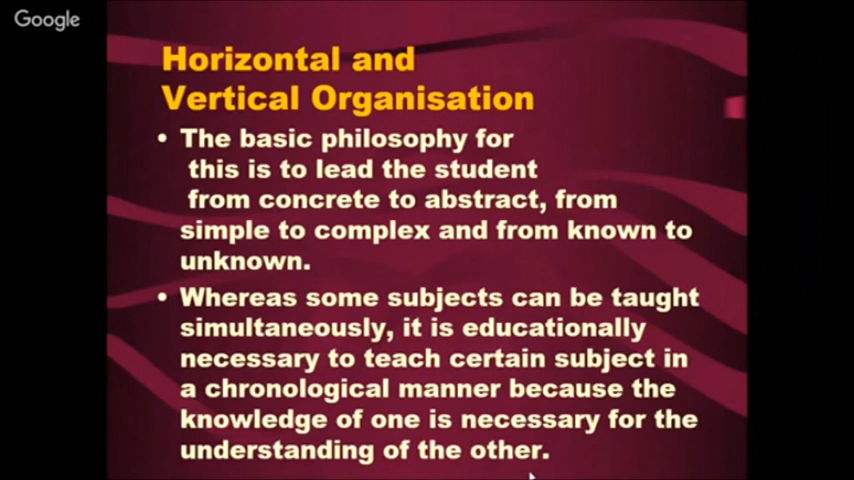 Google
Horizontal and
Vertical Organisation
• The basic philosophy for
this is to lead the student
from concrete to abstract, from
simple to complex and from known to
unknown.
• Whereas some subjects can be taught
simultaneously, it is educationally
necessary to teach certain subject in
a chronological manner because the
knowledge of one is necessary for the
understanding of the other.